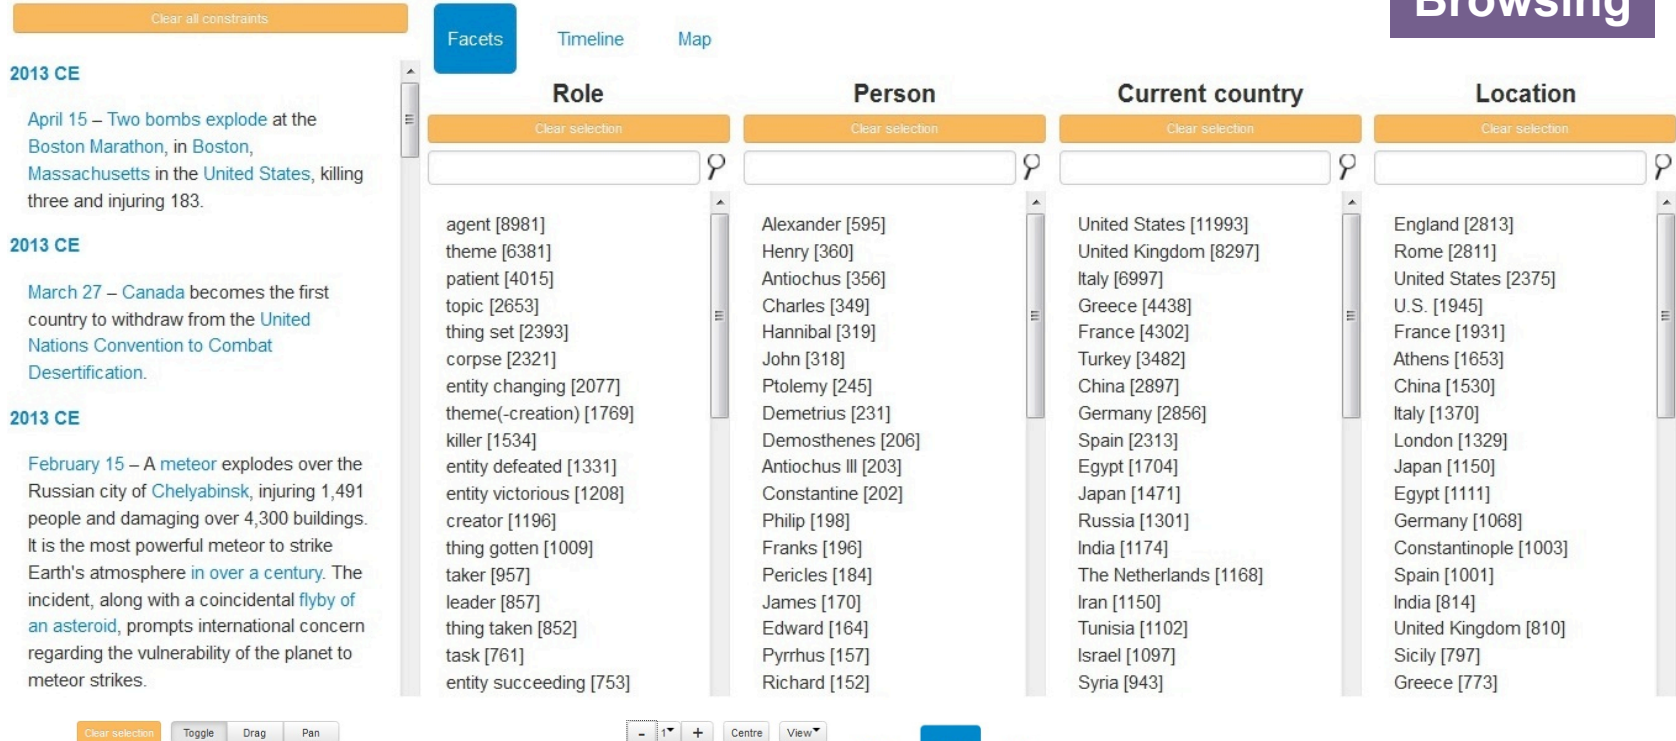 Clear all constraints
2013 CE
April 15 – Two bombs explode at the
Boston Marathon, in Boston,
Massachusetts in the United States, killing
three and injuring 183.
2013 CE
March 27 – Canada becomes the first
country to withdraw from the United
Nations Convention to Combat
Desertification.
2013 CE
February 15 – A meteor explodes over the
Russian city of Chelyabinsk, injuring 1,491
people and damaging over 4,300 buildings.
It is the most powerful meteor to strike
Earth's atmosphere in over a century. The
incident, along with a coincidental flyby of
an asteroid, prompts international concern
regarding the vulnerability of the planet to
meteor strikes.
Facets Timeline Map
Browsing
Role
Clear selection
agent [8981]
theme [6381]
patient [4015]
topic [2653]
thing set [2393]
corpse [2321]
entity changing [2077]
theme(-creation) [1769]
killer [1534]
entity defeated [1331]
entity victorious [1208]
creator [1196]
thing gotten [1009]
taker [957]
leader [857]
thing taken [852]
task [761]
entity succeeding [753]
Person
Clear selection
Alexander [595]
Henry [360]
Antiochus [356]
Charles [349]
Hannibal [319]
John [318]
Ptolemy [245]
Demetrius [231]
Demosthenes [206]
Antiochus III [203]
Constantine [202]
Philip [198]
Franks [196]
Pericles [184]
James [170]
Edward [164]
Pyrrhus [157]
Richard [152]
Current country
Clear selection
United States [11993]
United Kingdom [8297]
Italy [6997]
Greece [4438]
France [4302]
Turkey [3482]
China [2897]
Germany [2856]
Spain [2313]
Egypt [1704]
Japan [1471]
Russia [1301]
India [1174]
The Netherlands [1168]
Iran [1150]
Tunisia [1102]
Israel [1097]
Syria [943]
Location
Clear selection
England [2813]
Rome [2811]
United States [2375]
U.S. [1945]
France [1931]
Athens [1653]
China [1530]
Italy [1370]
London [1329]
Japan [1150]
Egypt [1111]
Germany [1068]
Constantinople [1003]
Spain [1001]
India [814]
United Kingdom [810]
Sicily [797]
Greece [773]
Clear selection Toggle Drag Pan
- 1 + Centre View